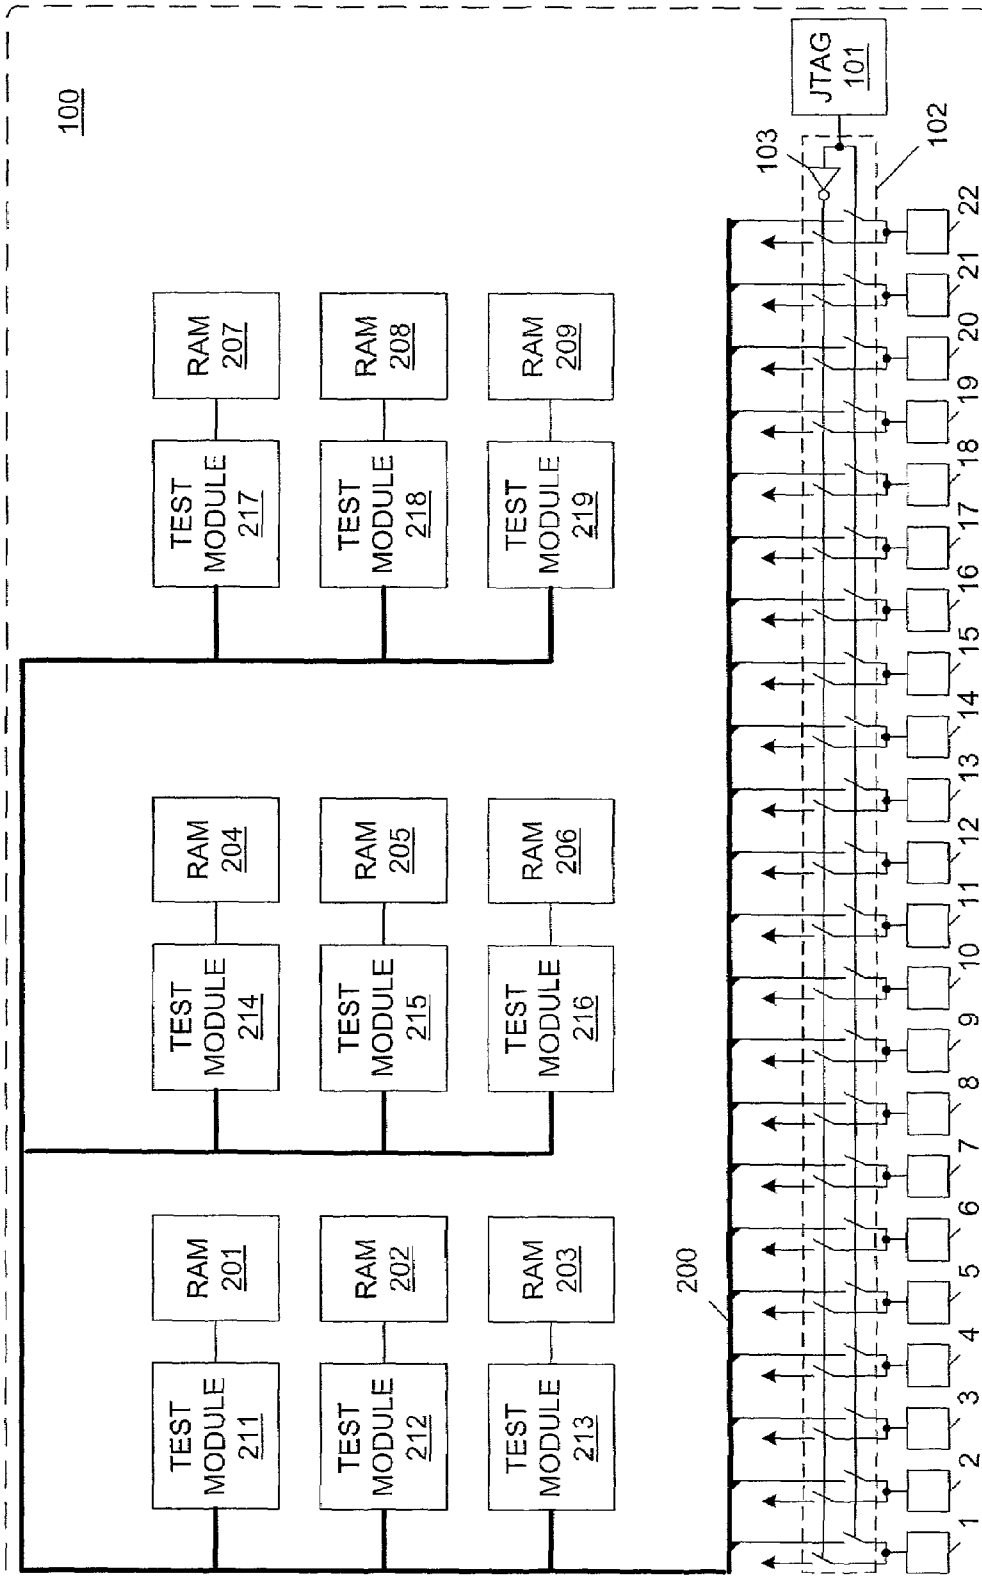 100
JTAG
101
103
102
RAM
207
RAM
208
RAM
209
TEST
MODULE
217
TEST
MODULE
218
TEST
MODULE
219
RAM
204
RAM
205
RAM
206
TEST
MODULE
214
TEST
MODULE
215
TEST
MODULE
216
RAM
201
RAM
202
RAM
203
TEST
MODULE
211
TEST
MODULE
212
TEST
MODULE
213
200
22
21
20
19
18
17
16
15
14
13
12
11
10
9
8
7
6
5
4
3
2
1